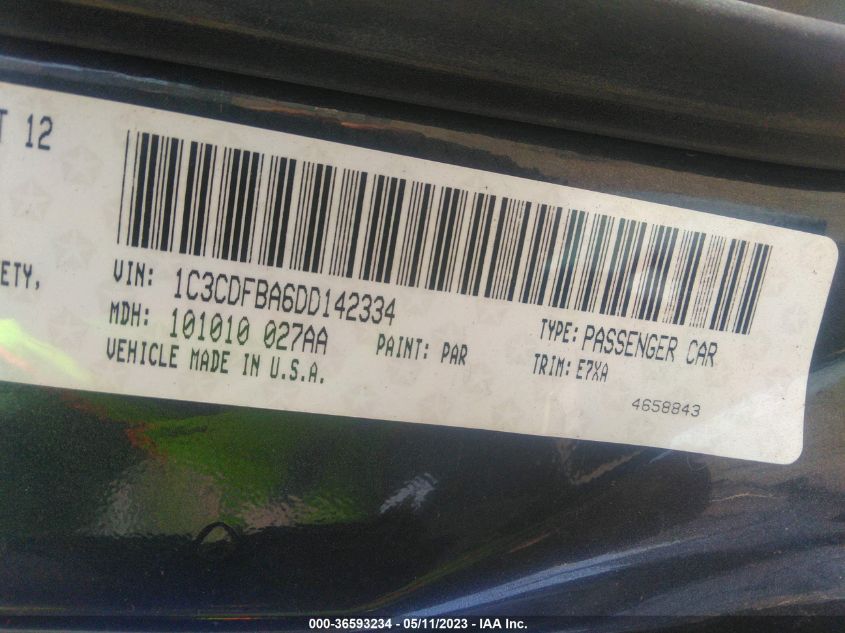 T 12
ETY,
VIN: 1C3CDFBA6DD142334
MDH: 101010 027AA
PAINT: PAR
TYPE: PASSENGER CAR
VEHICLE MADE IN U.S.A.
TRIM: E7XA
4658843
000-36593234 - 05/11/2023 - IAA Inc.